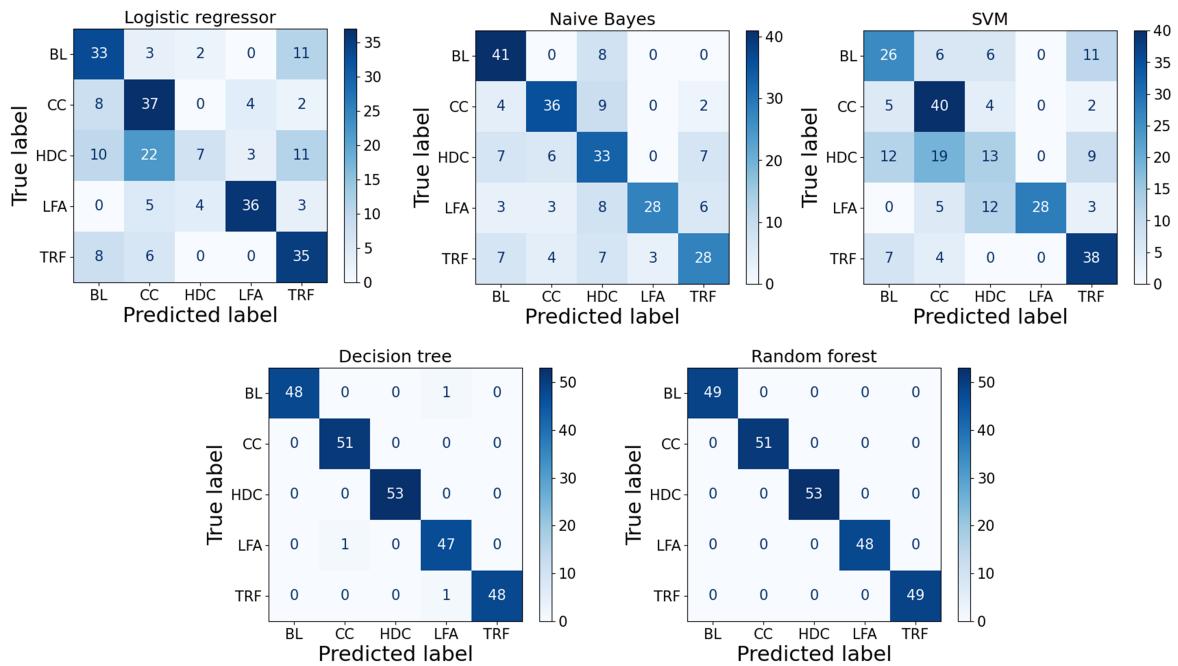 Logistic regressor
True label
BL 33 3 2 0 11
CC 8 37 0 4 2
HDC 10 22 7 3 11
LFA 0 5 4 36 3
TRF 8 6 0 0 35
BL CC HDC LFA TRF
Predicted label
35
30
25
20
15
10
5
0
Naive Bayes
True label
BL 41 0 8 0 0
CC 4 36 9 0 2
HDC 7 6 33 0 7
LFA 3 3 8 28 6
TRF 7 4 7 3 28
BL CC HDC LFA TRF
Predicted label
40
30
20
10
0
SVM
True label
BL 26 6 6 0 11
CC 5 40 4 0 2
HDC 12 19 13 0 9
LFA 0 5 12 28 3
TRF 7 4 0 0 38
BL CC HDC LFA TRF
Predicted label
40
35
30
25
20
15
10
5
0
Decision tree
True label
BL 48 0 0 1 0
CC 0 51 0 0 0
HDC 0 0 53 0 0
LFA 0 1 0 47 0
TRF 0 0 0 1 48
BL CC HDC LFA TRF
Predicted label
50
40
30
20
10
0
Random forest
True label
BL 49 0 0 0 0
CC 0 51 0 0 0
HDC 0 0 53 0 0
LFA 0 0 0 48 0
TRF 0 0 0 0 49
BL CC HDC LFA TRF
Predicted label
50
40
30
20
10
0